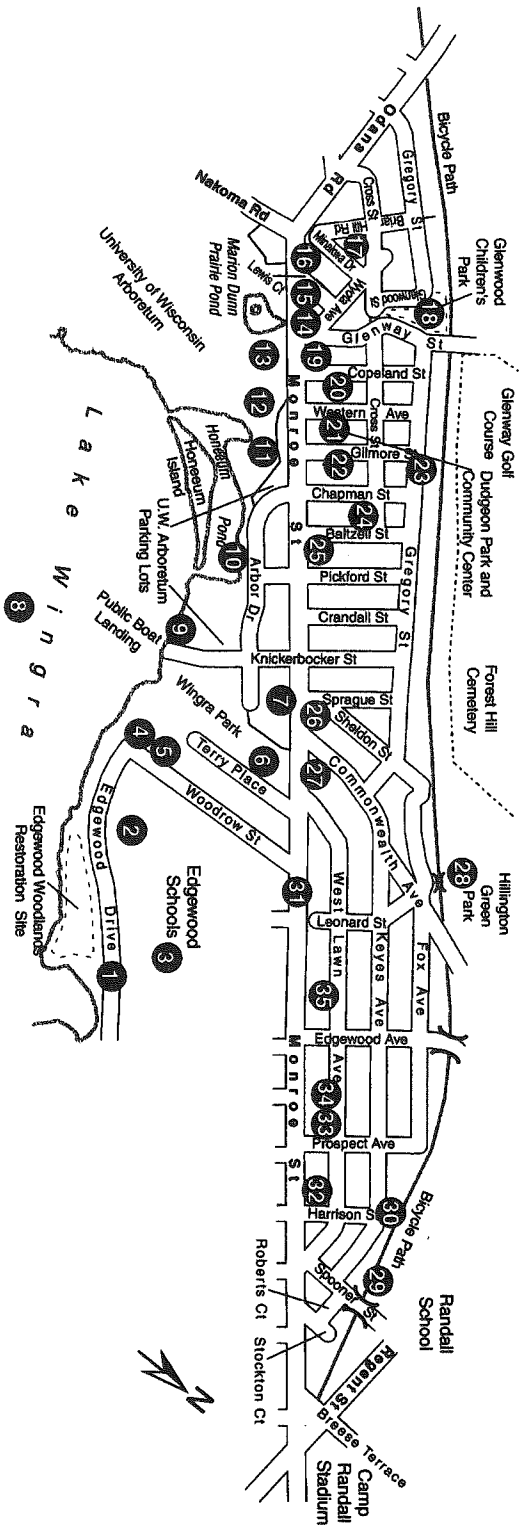 Bicycle Path
Odana Rd
Gregory St
Cross St
Briar Hill Rd
Minakwa Dr
17
Nakoma Rd
16
Lewis Ct
15
14
Wyota Ave
Glenwood St
18
Glenwood
Children's
Park
Glenway St
Marion Dunn
Prairie Pond
University of Wisconsin
Arboretum
13
19
Copeland St
12
20
Western Ave
Cross St
21
11
22
Gilmore St
23
Glenway Golf
Course
Dudgeon Park and
Community Center
Monroe St
Honeeum
Pond
Honeeum
Island
U.W. Arboretum
Parking Lots
Chapman St
24
Baltzell St
25
10
Arbor Dr
Pickford St
Gregory St
Crandall St
Lake Wingra
8
9
Public Boat
Landing
Knickerbocker St
Forest Hill
Cemetery
Sprague St
7
26
Sheldon St
Wingra Park
6
27
Commonwealth Ave
4
5
Terry Place
Woodrow St
28
Hillington
Green
Park
2
Edgewood Drive
Edgewood
Schools
3
31
West Lawn Ave
Leonard St
Keyes Ave
Fox Ave
Edgewood Woodlands
Restoration Site
1
35
Edgewood Ave
Monroe St
34
33
Prospect Ave
32
Harrison St
30
Bicycle Path
29
Spooner St
Roberts Ct
Stockton Ct
Randall
School
Regent St
Breese Terrace
Camp
Randall
Stadium
N